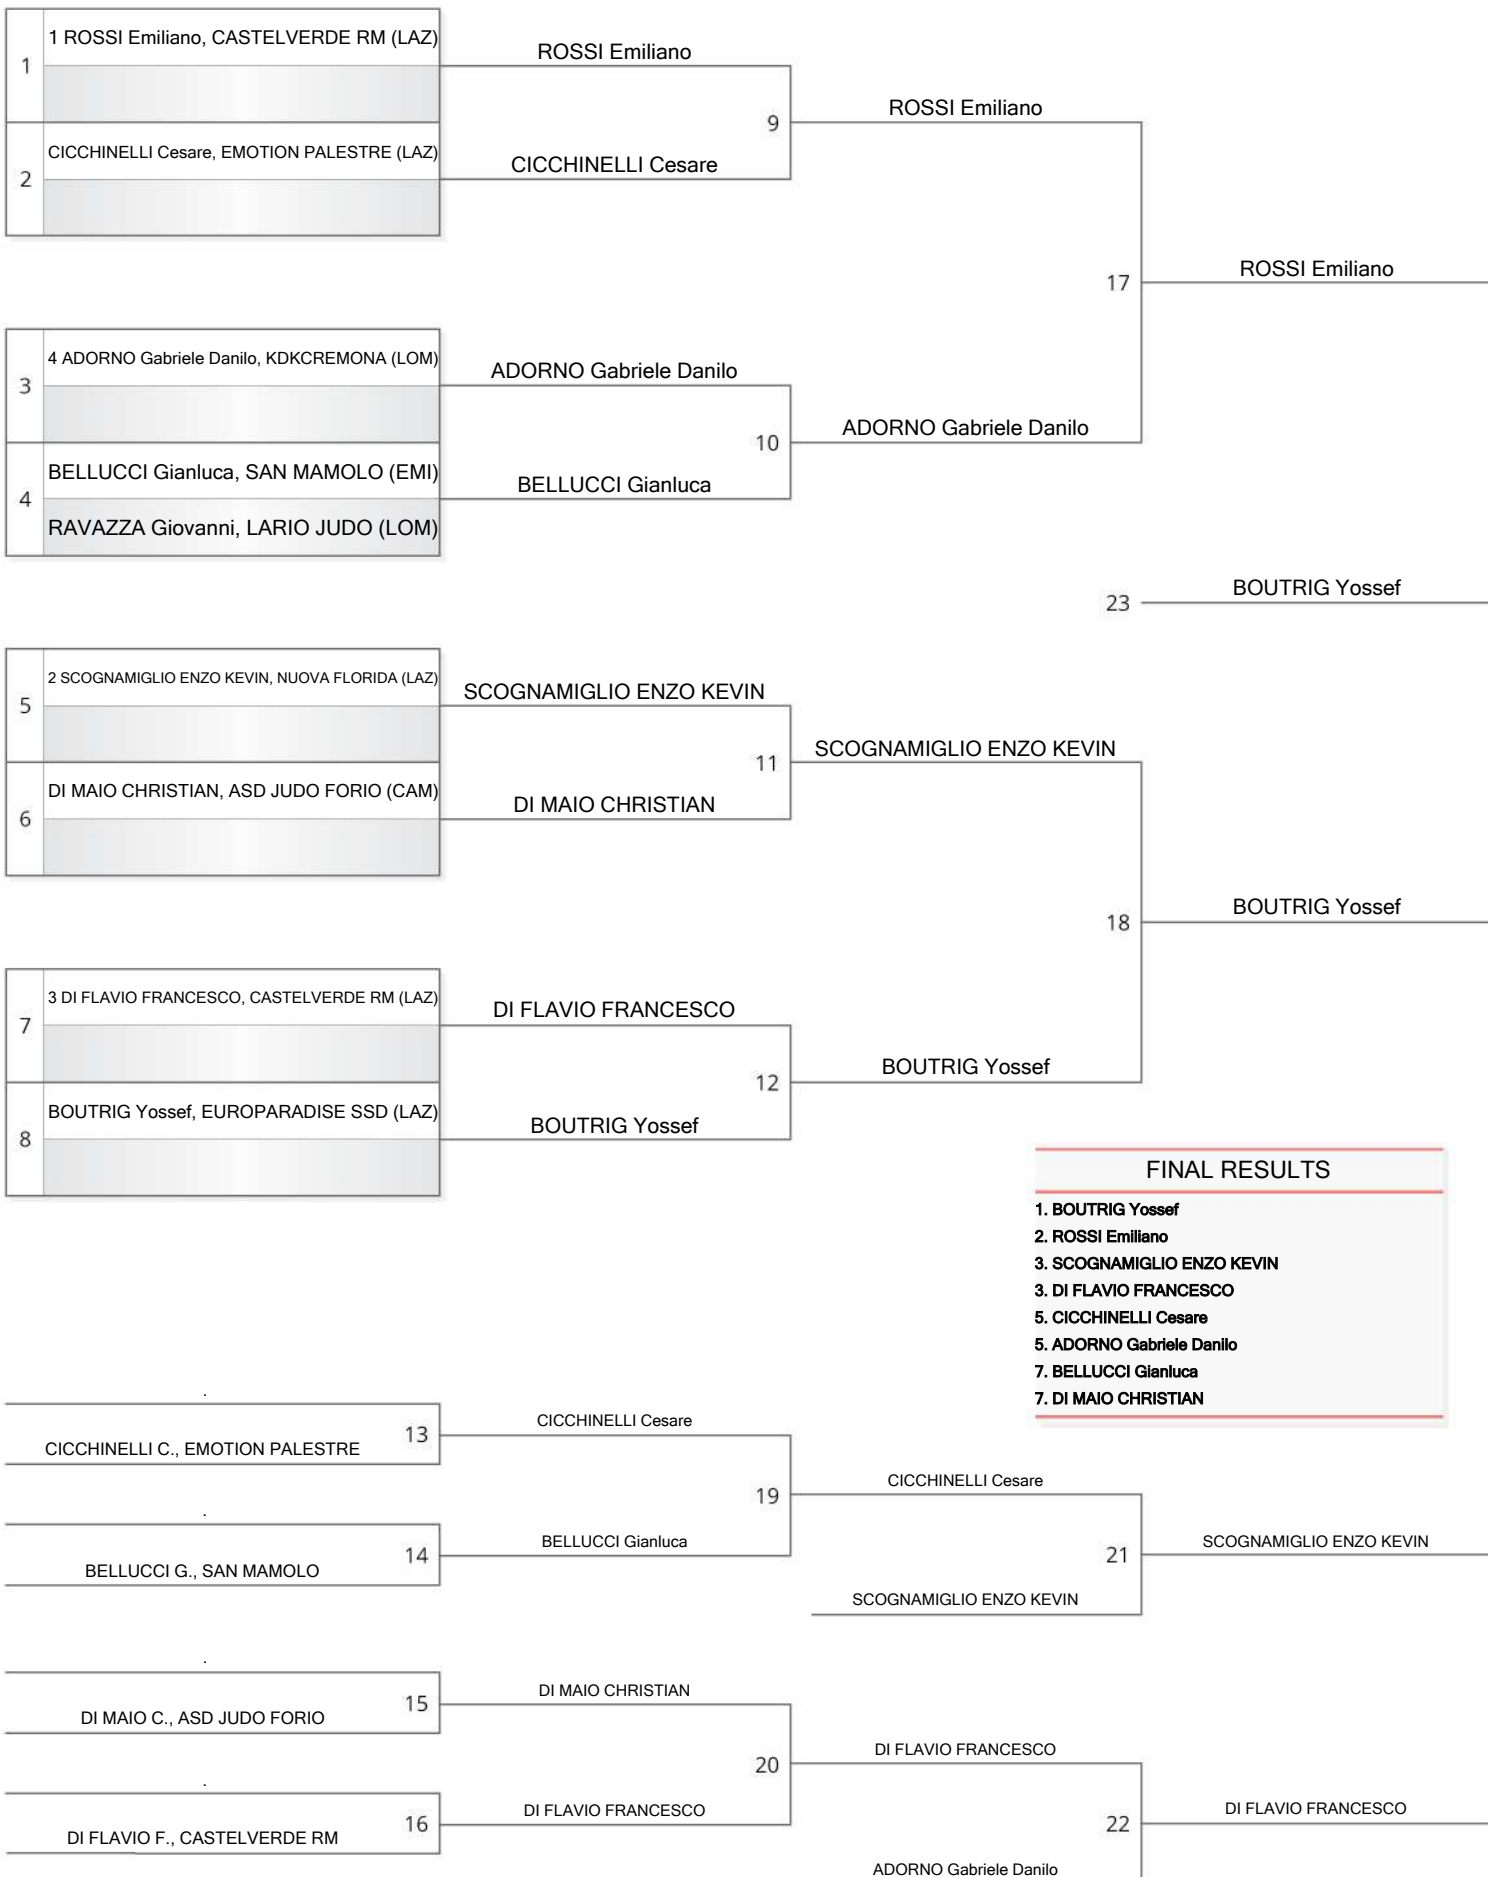 1 ROSSI Emiliano, CASTELVERDE RM (LAZ)
1
ROSSI Emiliano
9
ROSSI Emiliano
CICCHINELLI Cesare, EMOTION PALESTRE (LAZ)
2
CICCHINELLI Cesare
17
ROSSI Emiliano
4 ADORNO Gabriele Danilo, KDKCREMONA (LOM)
3
ADORNO Gabriele Danilo
10
ADORNO Gabriele Danilo
BELLUCCI Gianluca, SAN MAMOLO (EMI)
4
BELLUCCI Gianluca
RAVAZZA Giovanni, LARIO JUDO (LOM)
23
BOUTRIG Yossef
2 SCOGNAMIGLIO ENZO KEVIN, NUOVA FLORIDA (LAZ)
5
SCOGNAMIGLIO ENZO KEVIN
11
SCOGNAMIGLIO ENZO KEVIN
DI MAIO CHRISTIAN, ASD JUDO FORIO (CAM)
6
DI MAIO CHRISTIAN
18
BOUTRIG Yossef
3 DI FLAVIO FRANCESCO, CASTELVERDE RM (LAZ)
7
DI FLAVIO FRANCESCO
12
BOUTRIG Yossef
BOUTRIG Yossef, EUROPARADISE SSD (LAZ)
8
BOUTRIG Yossef
FINAL RESULTS
1. BOUTRIG Yossef
2. ROSSI Emiliano
3. SCOGNAMIGLIO ENZO KEVIN
3. DI FLAVIO FRANCESCO
5. CICCHINELLI Cesare
5. ADORNO Gabriele Danilo
7. BELLUCCI Gianluca
7. DI MAIO CHRISTIAN
.
13
CICCHINELLI C., EMOTION PALESTRE
CICCHINELLI Cesare
19
CICCHINELLI Cesare
.
14
BELLUCCI G., SAN MAMOLO
BELLUCCI Gianluca
21
SCOGNAMIGLIO ENZO KEVIN
SCOGNAMIGLIO ENZO KEVIN
.
15
DI MAIO C., ASD JUDO FORIO
DI MAIO CHRISTIAN
20
DI FLAVIO FRANCESCO
.
16
DI FLAVIO F., CASTELVERDE RM
DI FLAVIO FRANCESCO
22
DI FLAVIO FRANCESCO
ADORNO Gabriele Danilo